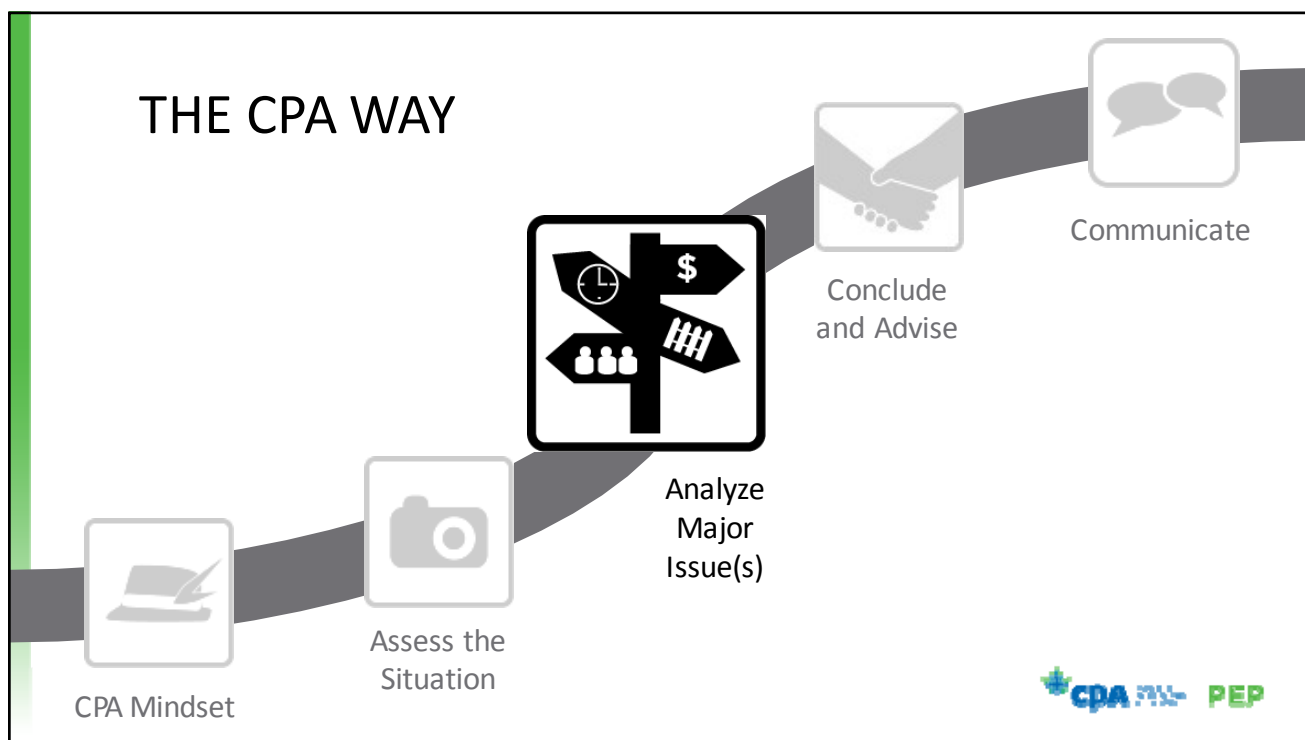 THE CPA WAY
$
Communicate
Conclude
and Advise
Analyze
Major
Issue(s)
Assess the
Situation
CPA Mindset
CPA
PEP